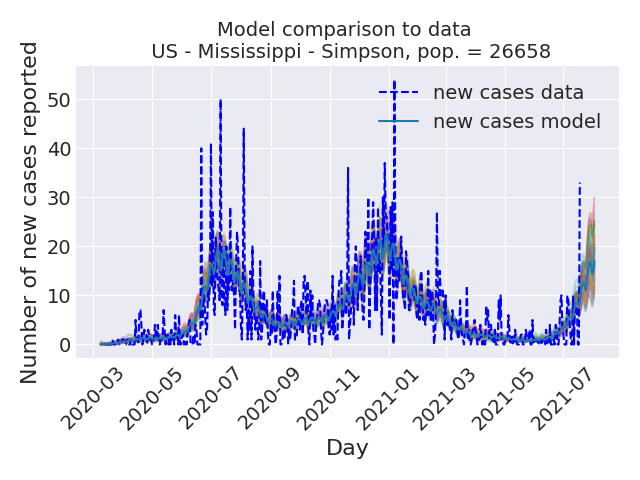 Model comparison to data
US - Mississippi - Simpson, pop. = 26658
new cases data
new cases model
Number of new cases reported
50
40
30
20
10
0
2020-03
2020-05
2020-07
2020-09
2020-11
2021-01
2021-03
2021-05
2021-07
Day